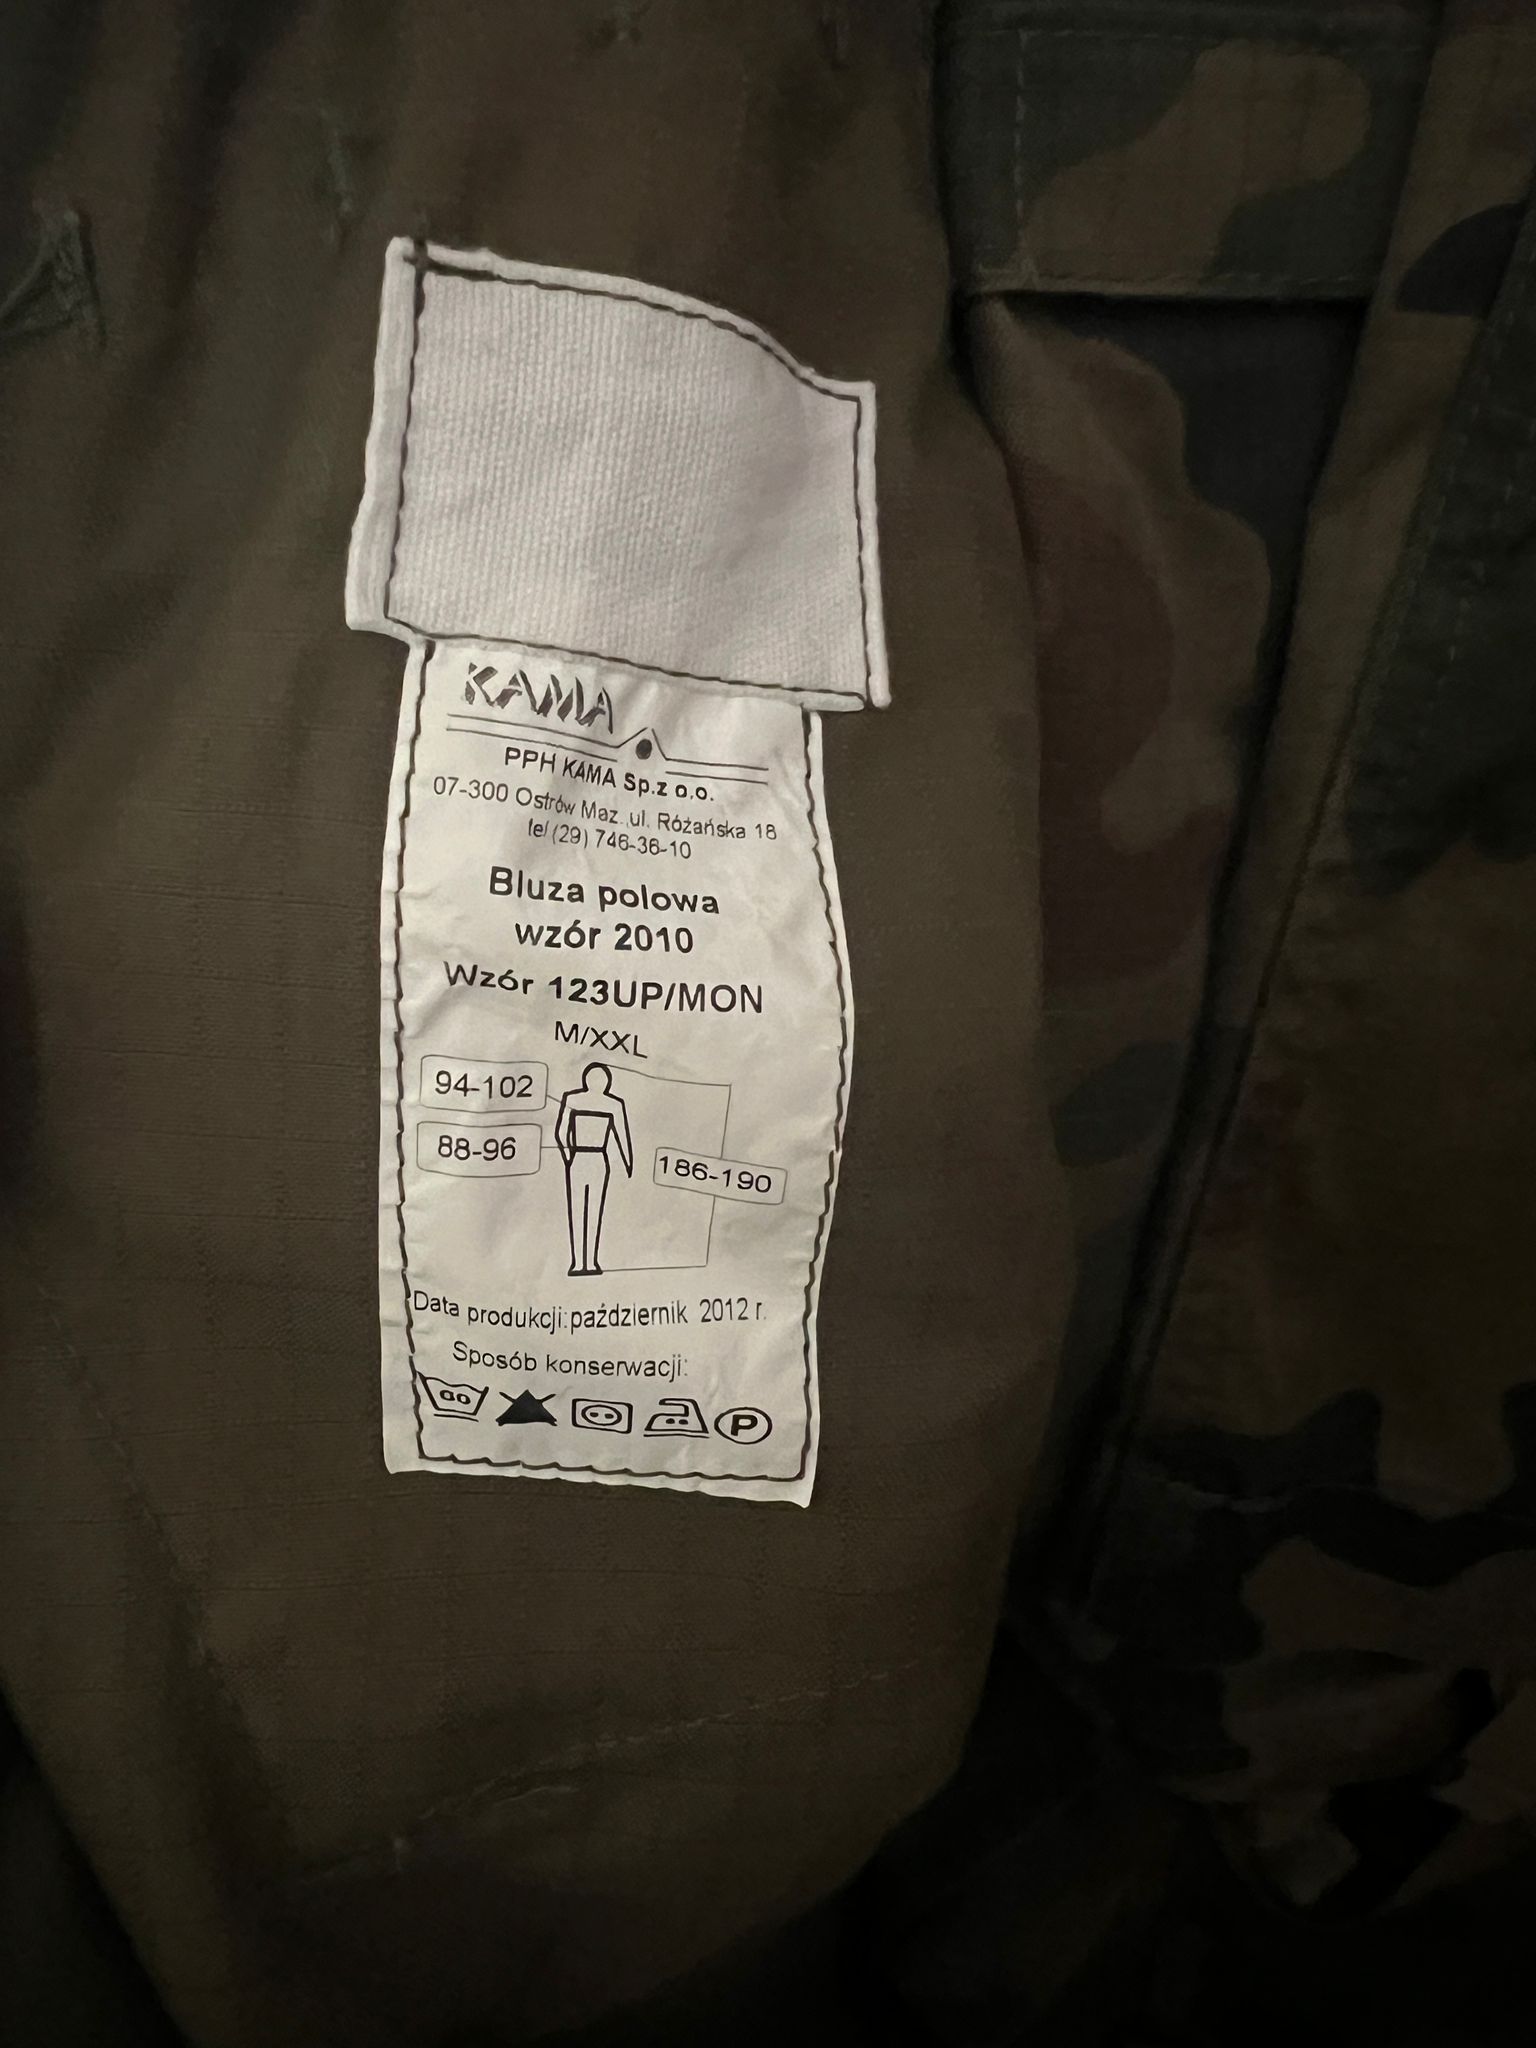 KAMA
PPH KAMA Sp.z o.o.
07-300 Ostrów Maz. ul. Różańska 18
tel (29) 746-36-10
Bluza polowa
wzór 2010
Wzór 123UP/MON
M/XXL
94-102
88-96
186-190
Data produkcji: październik 2012 r.
Sposób konserwacji:
P